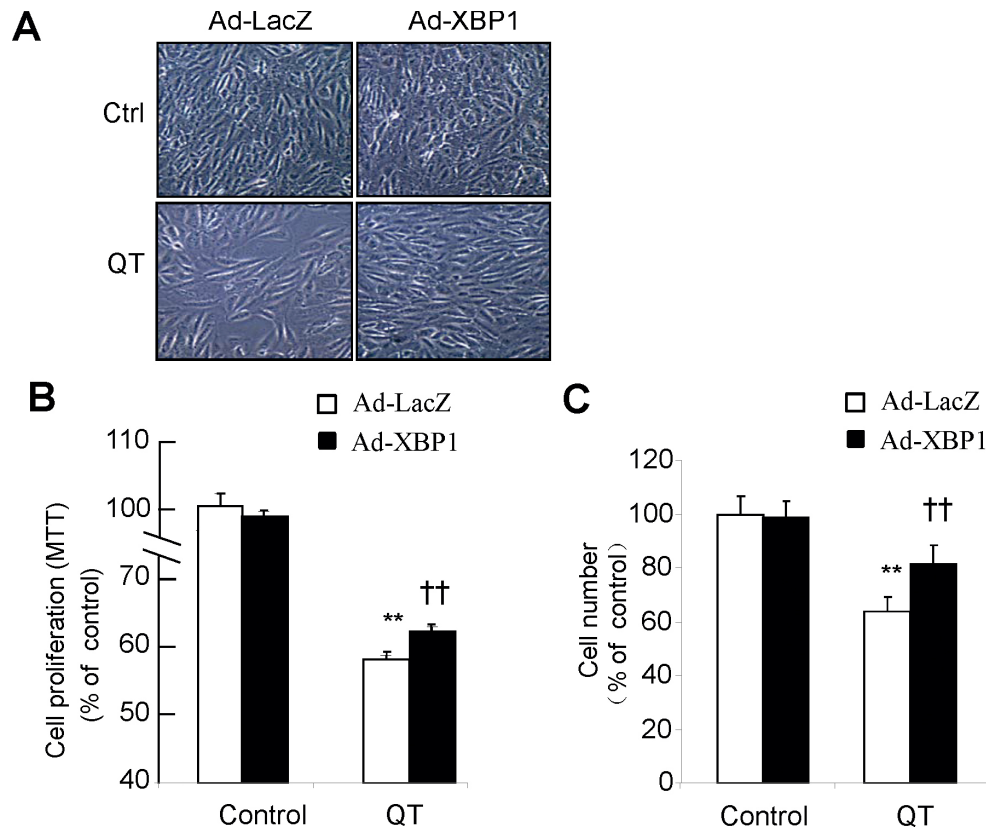 A
Ad-LacZ Ad-XBP1
Ctrl
QT
B
Ad-LacZ
Ad-XBP1
Cell proliferation (MTT)
(% of control)
110
100
70
60
50
40
**
††
Control QT
C
Ad-LacZ
Ad-XBP1
Cell number
(% of control)
120
100
80
60
40
20
0
**
††
Control QT